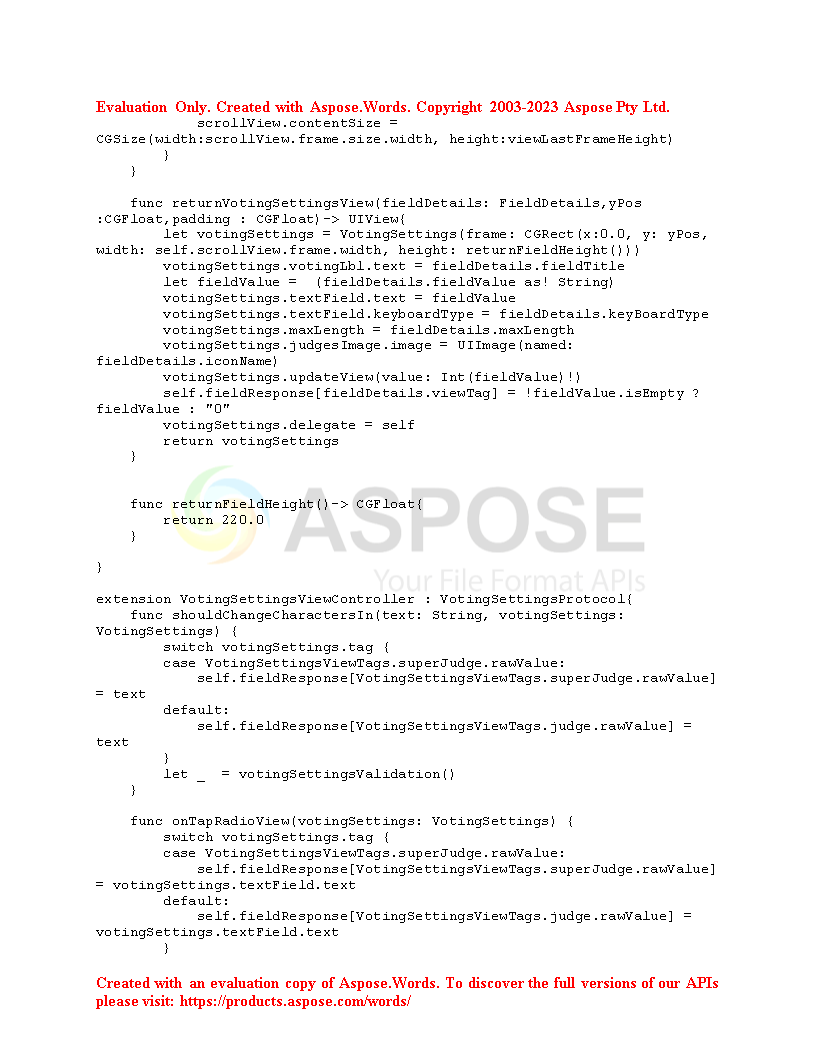 Evaluation Only. Created with Aspose.Words. Copyright 2003-2023 Aspose Pty Ltd.
            scrollView.contentSize =
CGSize(width:scrollView.frame.size.width, height:viewLastFrameHeight)
        }
    }

    func returnVotingSettingsView(fieldDetails: FieldDetails,yPos
:CGFloat,padding : CGFloat)-> UIView{
        let votingSettings = VotingSettings(frame: CGRect(x:0.0, y: yPos,
width: self.scrollView.frame.width, height: returnFieldHeight()))
        votingSettings.votingLbl.text = fieldDetails.fieldTitle
        let fieldValue =  (fieldDetails.fieldValue as! String)
        votingSettings.textField.text = fieldValue
        votingSettings.textField.keyboardType = fieldDetails.keyBoardType
        votingSettings.maxLength = fieldDetails.maxLength
        votingSettings.judgesImage.image = UIImage(named:
fieldDetails.iconName)
        votingSettings.updateView(value: Int(fieldValue)!)
        self.fieldResponse[fieldDetails.viewTag] = !fieldValue.isEmpty ?
fieldValue : "0"
        votingSettings.delegate = self
        return votingSettings
    }


    func returnFieldHeight()-> CGFloat{
        return 220.0
    }

}
ASPOSE
Your File Format APIs

extension VotingSettingsViewController : VotingSettingsProtocol{
    func shouldChangeCharactersIn(text: String, votingSettings:
VotingSettings) {
        switch votingSettings.tag {
        case VotingSettingsViewTags.superJudge.rawValue:
            self.fieldResponse[VotingSettingsViewTags.superJudge.rawValue]
= text
        default:
            self.fieldResponse[VotingSettingsViewTags.judge.rawValue] =
text
        }
        let _  = votingSettingsValidation()
    }

    func onTapRadioView(votingSettings: VotingSettings) {
        switch votingSettings.tag {
        case VotingSettingsViewTags.superJudge.rawValue:
            self.fieldResponse[VotingSettingsViewTags.superJudge.rawValue]
= votingSettings.textField.text
        default:
            self.fieldResponse[VotingSettingsViewTags.judge.rawValue] =
votingSettings.textField.text
        }
Created with an evaluation copy of Aspose.Words. To discover the full versions of our APIs
please visit: https://products.aspose.com/words/